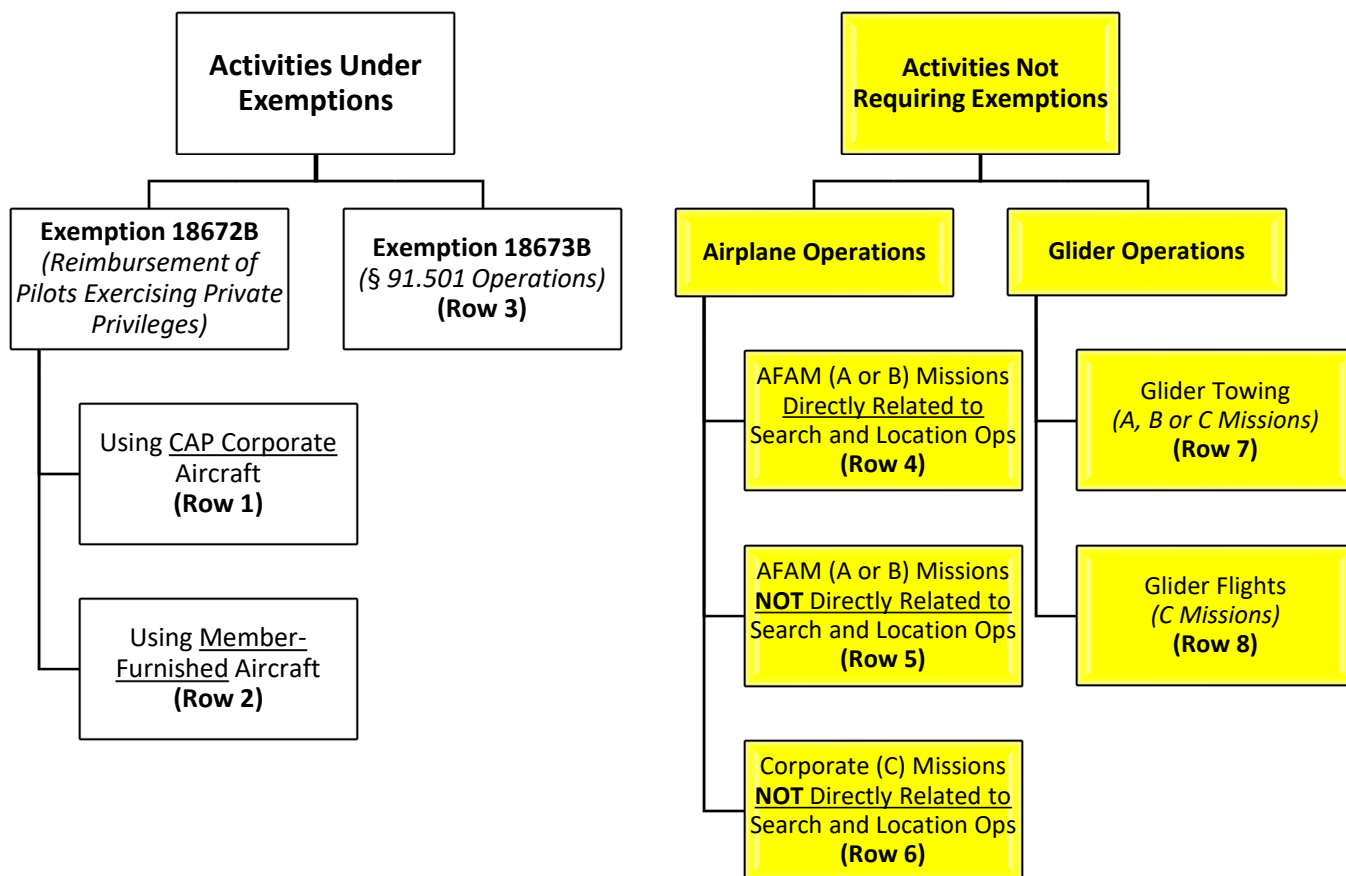 Activities Under
Exemptions
Exemption 18672B
(Reimbursement of
Pilots Exercising Private
Privileges)
Exemption 18673B
(§ 91.501 Operations)
(Row 3)
Using CAP Corporate
Aircraft
(Row 1)
Using Member-
Furnished Aircraft
(Row 2)
Activities Not
Requiring Exemptions
Airplane Operations
Glider Operations
AFAM (A or B) Missions
Directly Related to
Search and Location Ops
(Row 4)
AFAM (A or B) Missions
NOT Directly Related to
Search and Location Ops
(Row 5)
Corporate (C) Missions
NOT Directly Related to
Search and Location Ops
(Row 6)
Glider Towing
(A, B or C Missions)
(Row 7)
Glider Flights
(C Missions)
(Row 8)